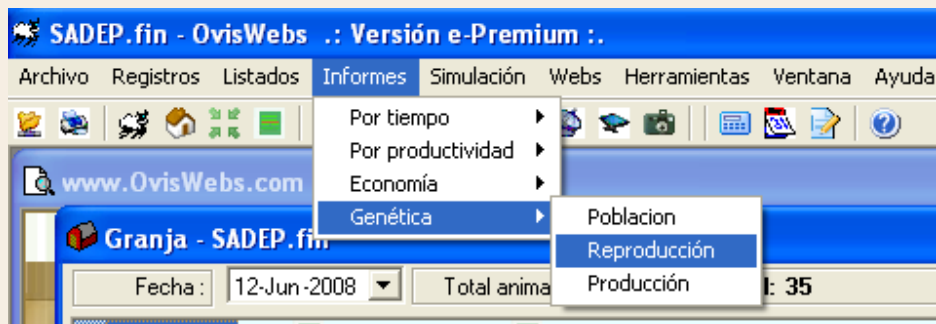 SADEP.fin - OvisWebs .: Versión e-Premium :.
Archivo Registros Listados Informes Simulación Webs Herramientas Ventana Ayuda
Por tiempo
Por productividad
www.OvisWebs.com
Economía
Genética
Poblacion
Granja - SADEP.fin
Reproducción
Fecha : 12-Jun-2008 Total
Producción
: 35